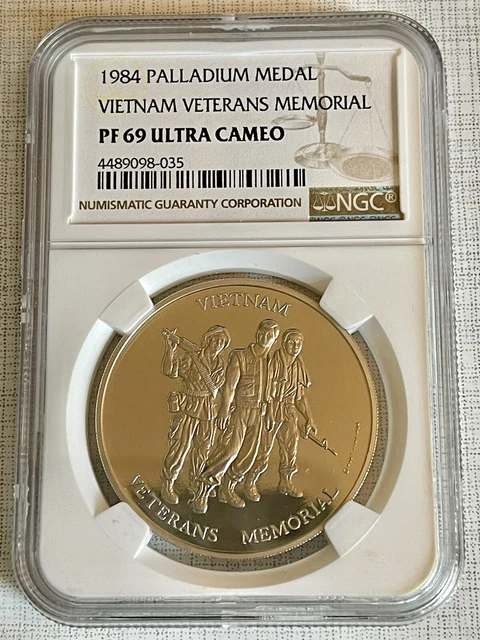 1984 PALLADIUM MEDAL
VIETNAM VETERANS MEMORIAL
PF 69 ULTRA CAMEO
4489098-035
NUMISMATIC GUARANTY CORPORATION
NGC®
VIETNAM
VETERANS MEMORIAL